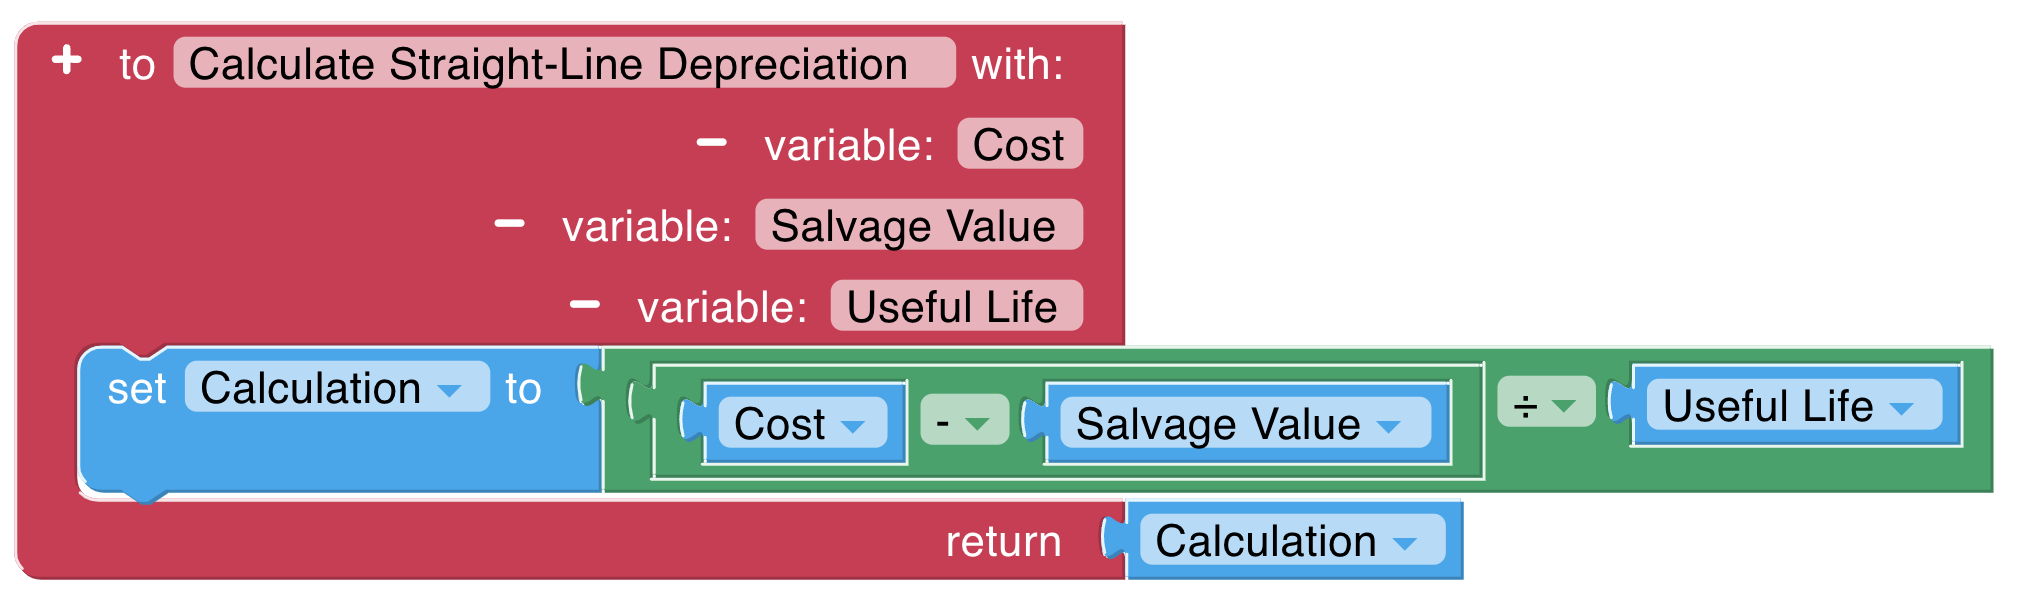 + to Calculate Straight-Line Depreciation with:
- variable: Cost
- variable: Salvage Value
- variable: Useful Life
set Calculation to Cost - Salvage Value ÷ Useful Life
return Calculation